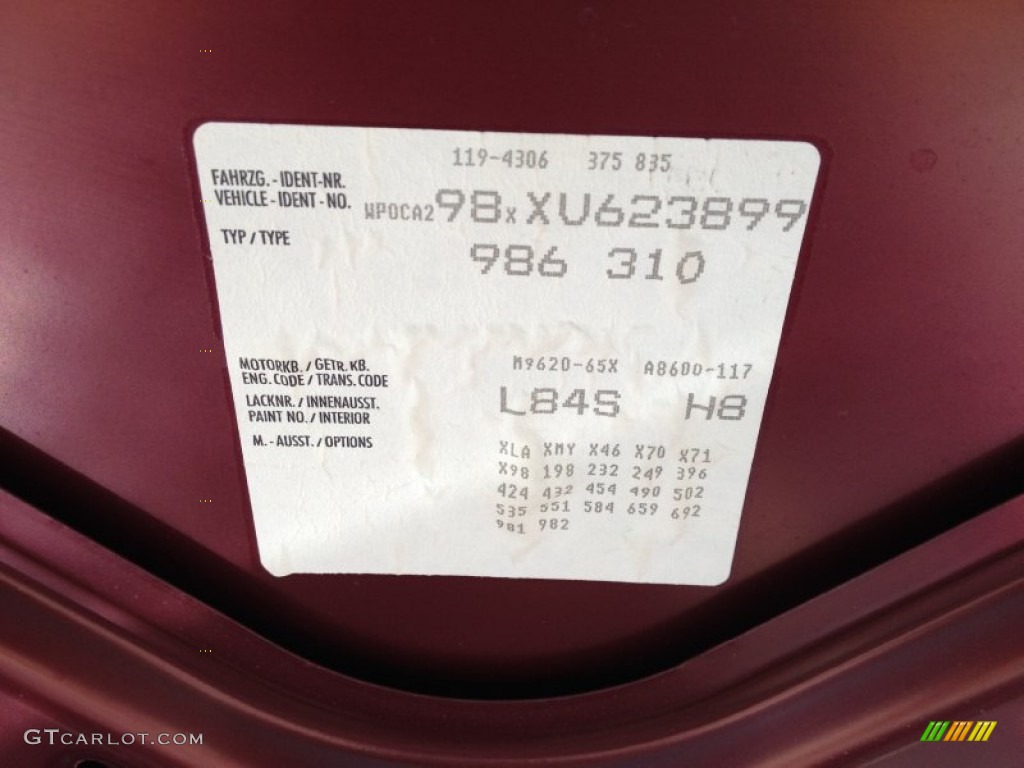 119-4306 375 835
FAHRZG.-IDENT-NR.
VEHICLE-IDENT-NO. WP0CA298xXU623899
TYP/TYPE 986 310
MOTORKB./GETR.KB.
ENG.CODE/TRANS.CODE M9620-65X A8600-117
LACKNR./INNENAUSST.
PAINT NO./INTERIOR L84S H8
M.-AUSST./OPTIONS XLA XMY X46 X70 X71
X98 198 232 249 396
424 432 454 490 502
535 551 584 659 692
981 982
GTCARLOT.COM